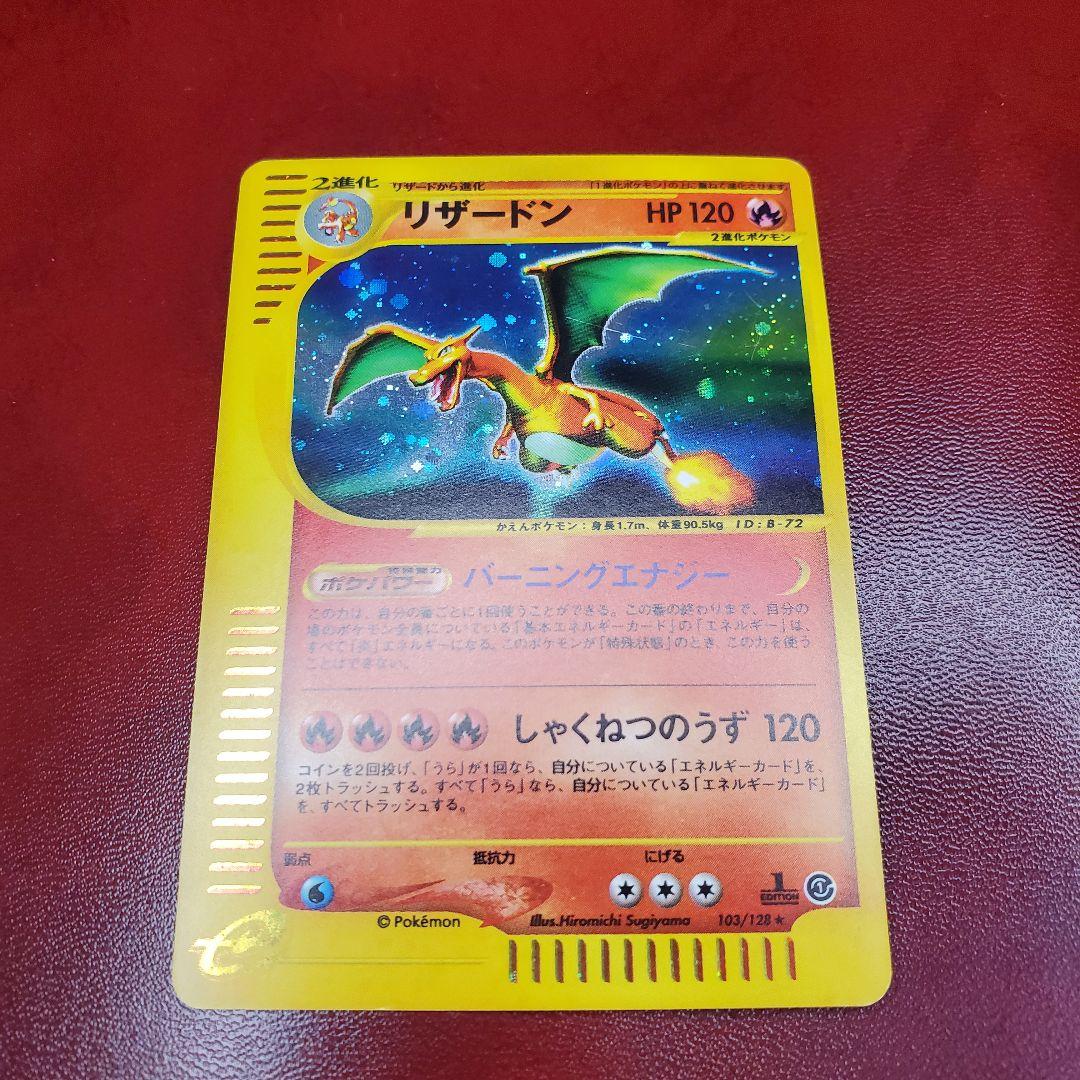 2進化 リザードから進化 「1進化ポケモン」の上に重ねて進化させます
リザードン HP 120
2進化ポケモン
かえんポケモン：身長1.7m、体重90.5kg ID：B-72
特殊能力
ポケパワー バーニングエナジー
この力は、自分の番ごとに1回使うことができる。この番の終わりまで、自分の
場のポケモン全員についている「基本エネルギーカード」の「エネルギー」は、
すべて「炎」エネルギーになる。このポケモンが「特殊状態」のとき、この力を使う
ことはできない。
しゃくねつのうず 120
コインを2回投げ、「うら」が1回なら、自分についている「エネルギーカード」を、
2枚トラッシュする。すべて「うら」なら、自分についている「エネルギーカード」
を、すべてトラッシュする。
弱点 抵抗力 にげる
1
EDITION
© Pokémon Illus.Hiromichi Sugiyama 103/128 ★